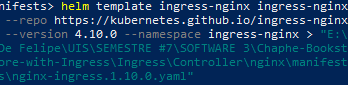 nifests> helm template ingress-nginx ingress-nginx
--repo https://kubernetes.github.io/ingress-nginx
--version 4.10.0 --namespace ingress-nginx > "E:\
De Felipe\UIS\SEMESTRE #7\SOFTWARE 3\Chaphe-Bookst
ore-with-Ingress\Ingress\Controller\nginx\manifest
s\nginx-ingress.1.10.0.yaml"